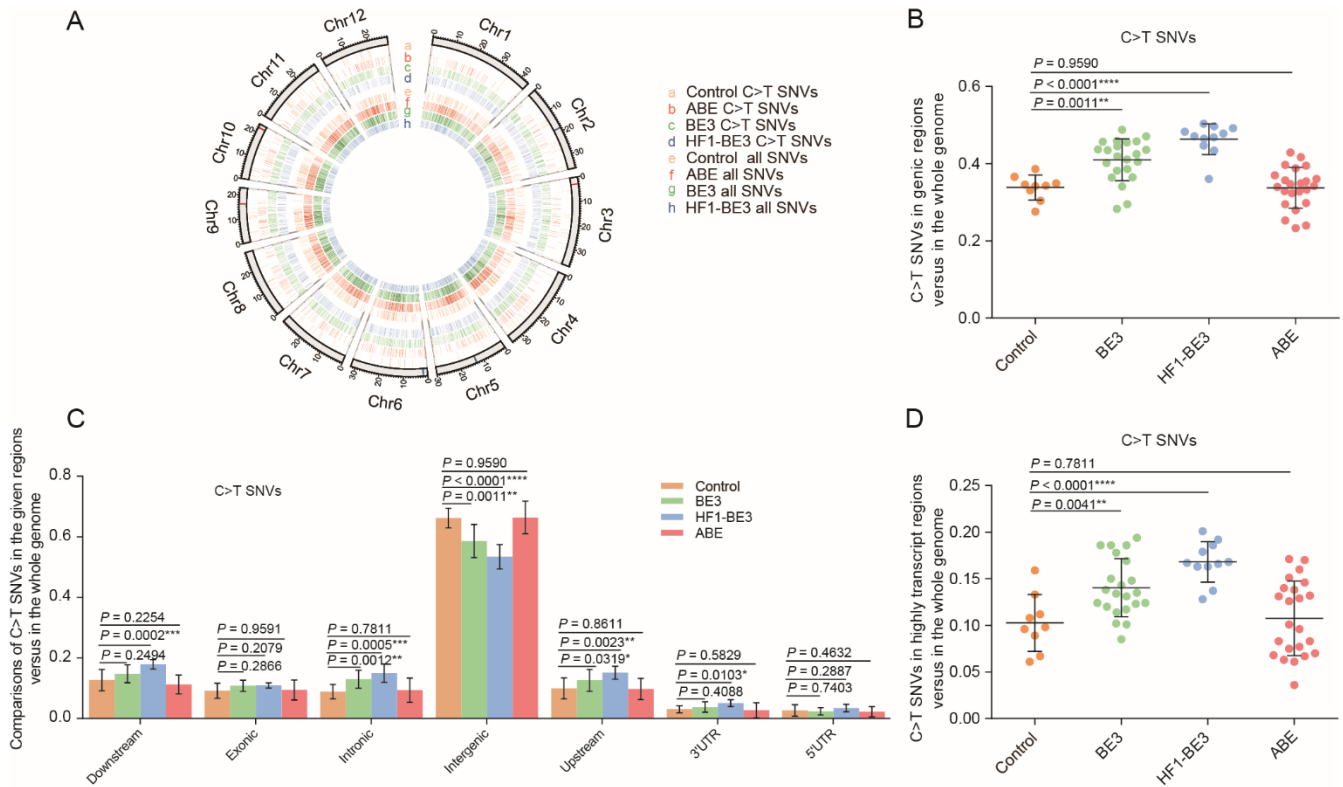 A
Chr1
Chr2
Chr3
Chr4
Chr5
Chr6
Chr7
Chr8
Chr9
Chr10
Chr11
Chr12
a
b
c
d
e
f
g
h
a Control C>T SNVs
b ABE C>T SNVs
c BE3 C>T SNVs
d HF1-BE3 C>T SNVs
e Control all SNVs
f ABE all SNVs
g BE3 all SNVs
h HF1-BE3 all SNVs
B
C>T SNVs
P = 0.9590
P < 0.0001****
P = 0.0011**
C>T SNVs in genic regions
versus in the whole genome
0.6
0.4
0.2
0.0
Control
BE3
HF1-BE3
ABE
C
C>T SNVs
Comparisons of C>T SNVs in the given regions
versus in the whole genome
0.8
0.6
0.4
0.2
0.0
P = 0.2254
P = 0.0002***
P = 0.2494
P = 0.9591
P = 0.2079
P = 0.2866
P = 0.7811
P = 0.0005***
P = 0.0012**
P = 0.9590
P < 0.0001****
P = 0.0011**
P = 0.8611
P = 0.0023**
P = 0.0319*
P = 0.5829
P = 0.0103*
P = 0.4088
P = 0.4632
P = 0.2887
P = 0.7403
Control
BE3
HF1-BE3
ABE
Downstream
Exonic
Intronic
Intergenic
Upstream
3'UTR
5'UTR
D
C>T SNVs
P = 0.7811
P < 0.0001****
P = 0.0041**
C>T SNVs in highly transcript regions
versus in the whole genome
0.25
0.20
0.15
0.10
0.05
0.00
Control
BE3
HF1-BE3
ABE